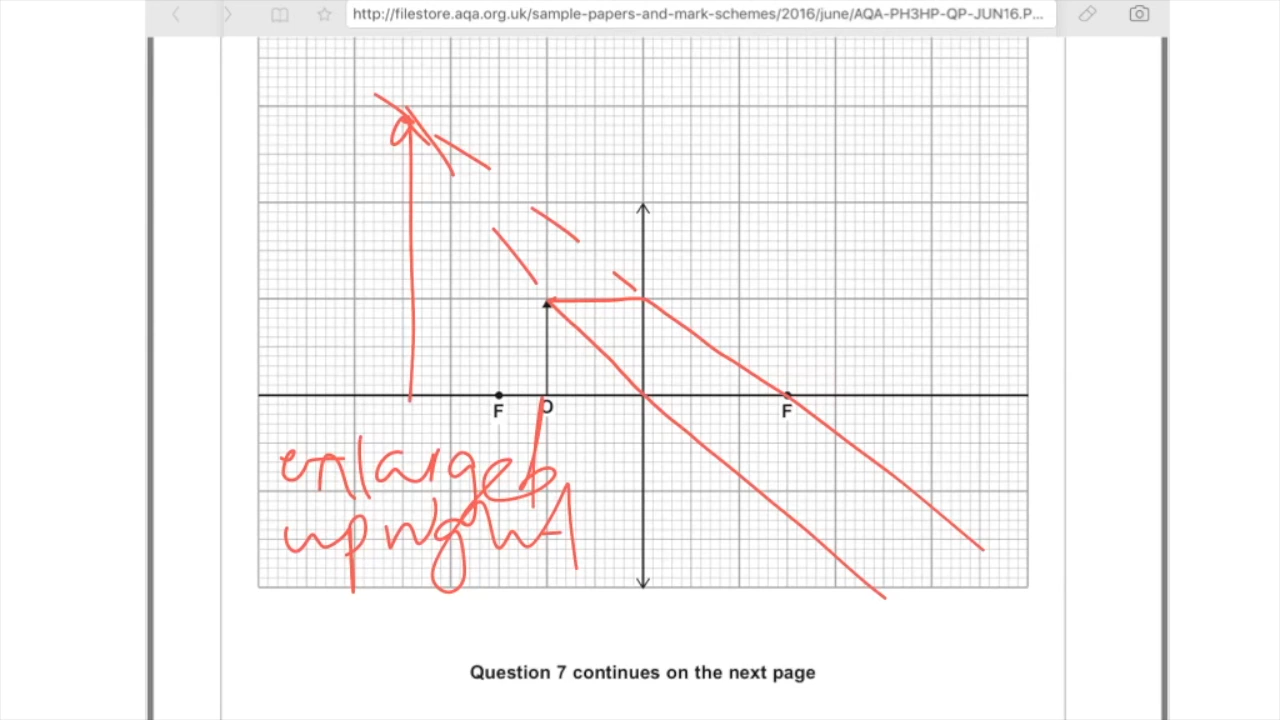 http://filestore.aqa.org.uk/sample-papers-and-mark-schemes/2016/june/AQA-PH3HP-QP-JUN16.P...
F O F
enlarged
upright
Question 7 continues on the next page